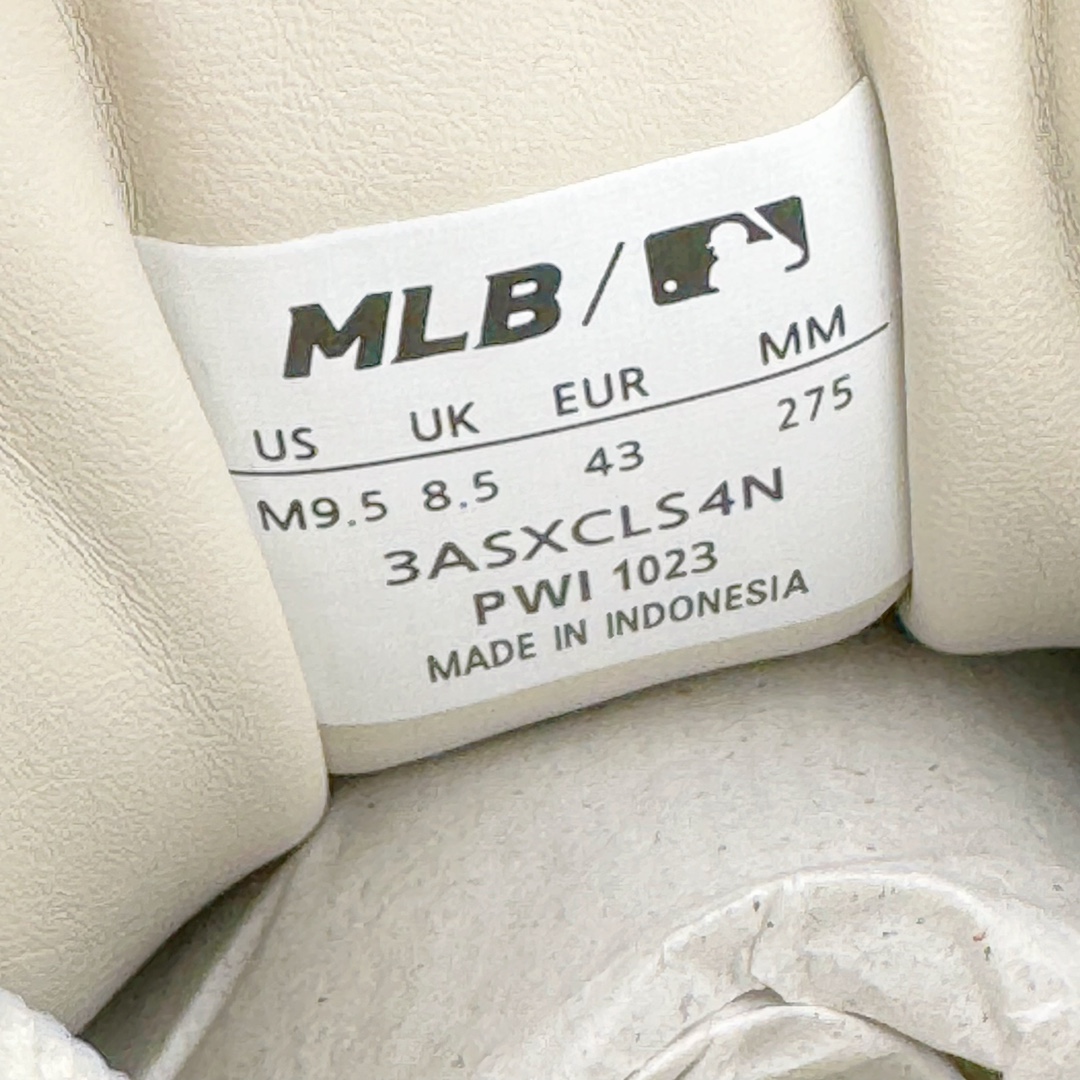 MLB /
US UK EUR MM
M9.5 8.5 43 275
3ASXCLS4N
PWI 1023
MADE IN INDONESIA